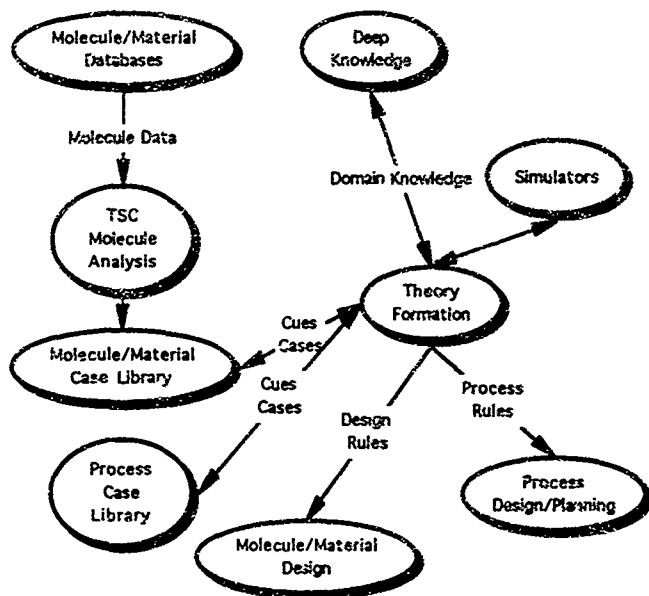 Molecule/Material
Databases
Deep
Knowledge
Molecule Data
Domain Knowledge
Simulators
TSC
Molecule
Analysis
Theory
Formation
Cues
Cases
Molecule/Material
Case Library
Cues
Cases
Process
Rules
Design
Rules
Process
Case
Library
Process
Design/Planning
Molecule/Material
Design